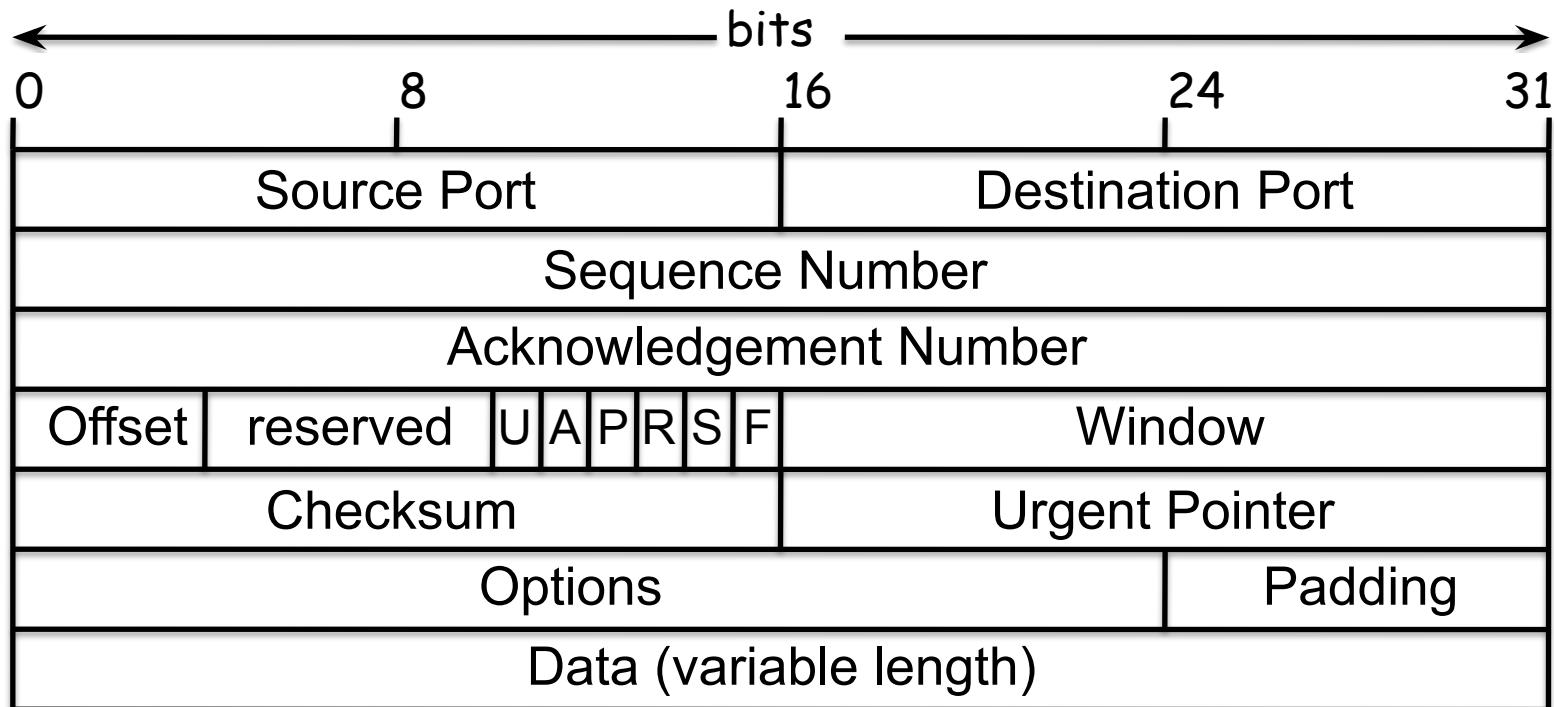 bits
0 8 16 24 31
Source Port Destination Port
Sequence Number
Acknowledgement Number
Offset reserved U A P R S F Window
Checksum Urgent Pointer
Options Padding
Data (variable length)